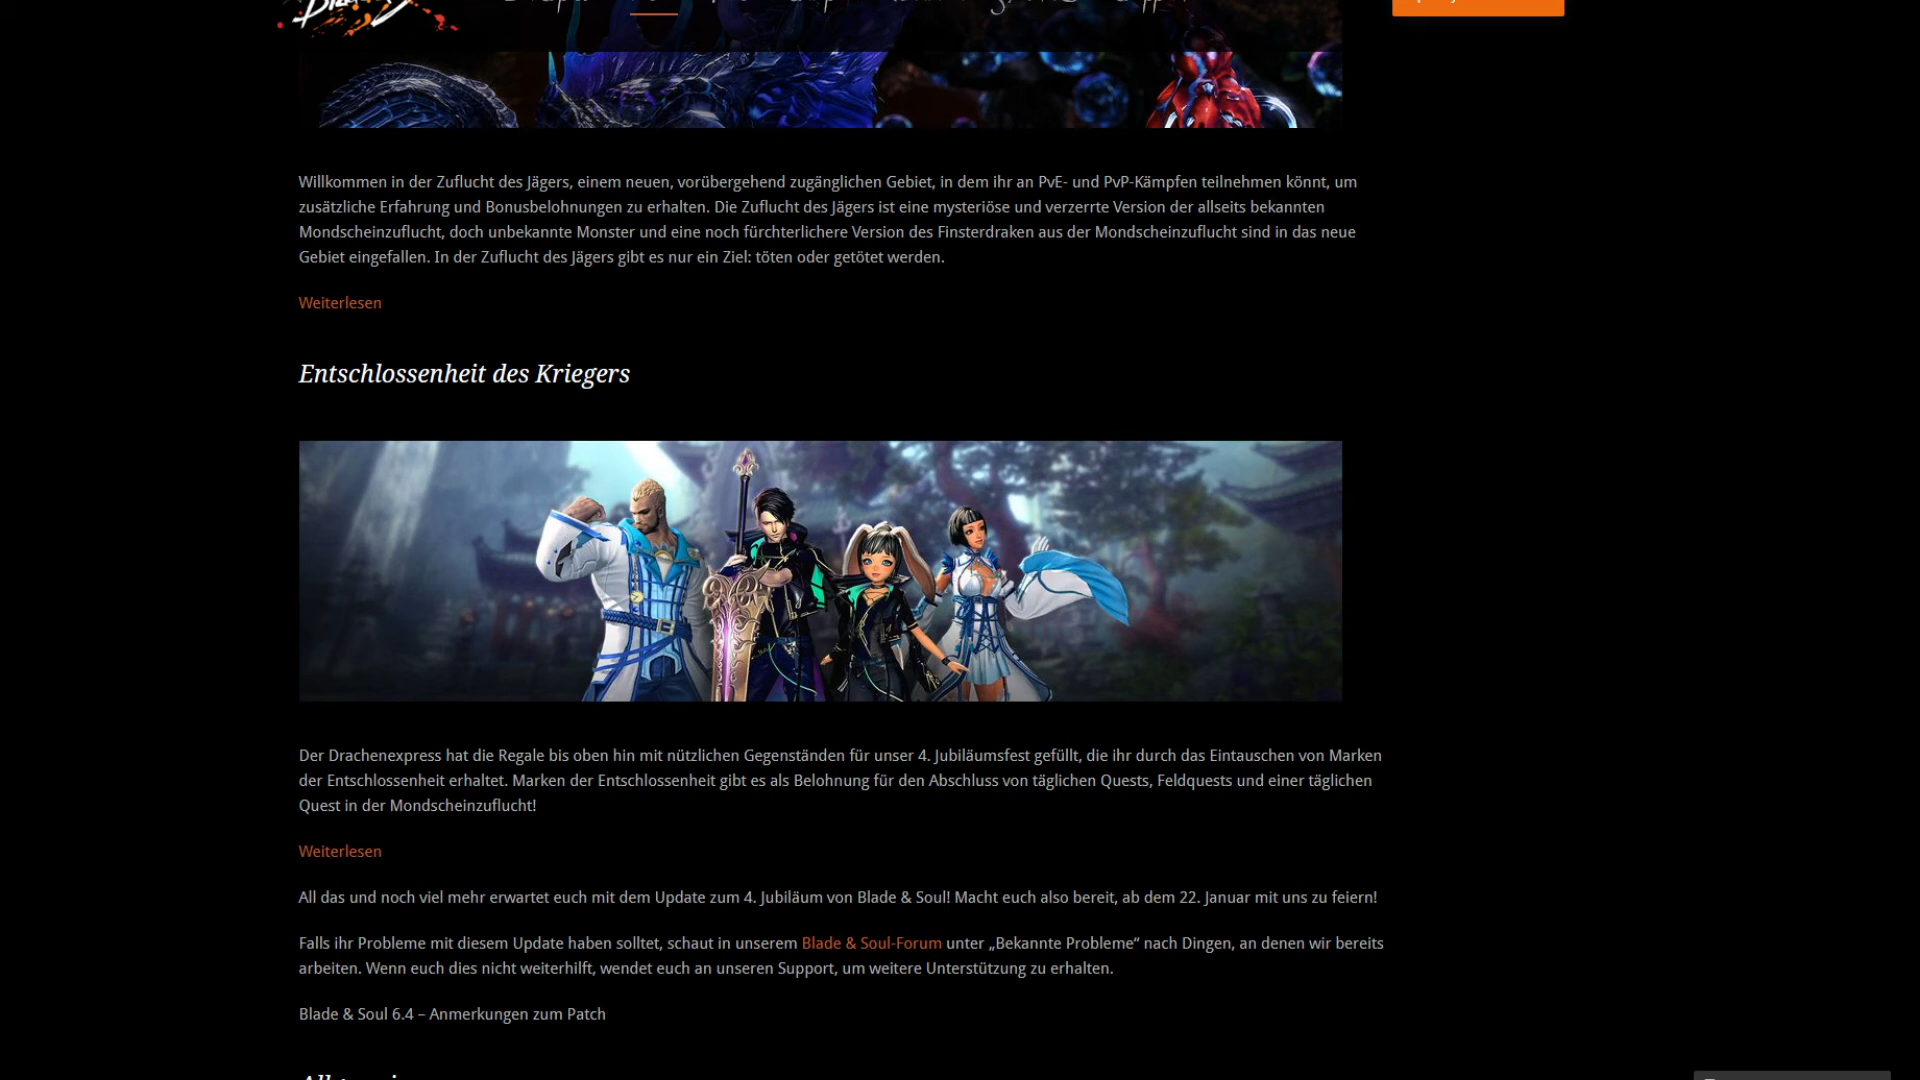 Willkommen in der Zuflucht des Jägers, einem neuen, vorübergehend zugänglichen Gebiet, in dem ihr an PvE- und PvP-Kämpfen teilnehmen könnt, um
zusätzliche Erfahrung und Bonusbelohnungen zu erhalten. Die Zuflucht des Jägers ist eine mysteriöse und verzerrte Version der allseits bekannten
Mondscheinzuflucht, doch unbekannte Monster und eine noch fürchterlichere Version des Finsterdraken aus der Mondscheinzuflucht sind in das neue
Gebiet eingefallen. In der Zuflucht des Jägers gibt es nur ein Ziel: töten oder getötet werden.
Weiterlesen
Entschlossenheit des Kriegers
Der Drachenexpress hat die Regale bis oben hin mit nützlichen Gegenständen für unser 4. Jubiläumsfest gefüllt, die ihr durch das Eintauschen von Marken
der Entschlossenheit erhaltet. Marken der Entschlossenheit gibt es als Belohnung für den Abschluss von täglichen Quests, Feldquests und einer täglichen
Quest in der Mondscheinzuflucht!
Weiterlesen
All das und noch viel mehr erwartet euch mit dem Update zum 4. Jubiläum von Blade & Soul! Macht euch also bereit, ab dem 22. Januar mit uns zu feiern!
Falls ihr Probleme mit diesem Update haben solltet, schaut in unserem Blade & Soul-Forum unter „Bekannte Probleme“ nach Dingen, an denen wir bereits
arbeiten. Wenn euch dies nicht weiterhilft, wendet euch an unseren Support, um weitere Unterstützung zu erhalten.
Blade & Soul 6.4 – Anmerkungen zum Patch